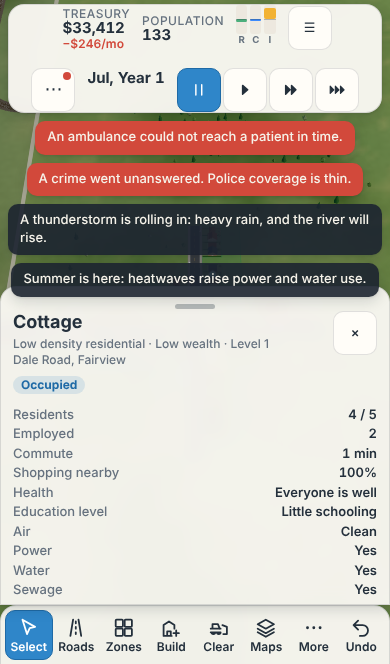 TREASURY
$33,412
−$246/mo
POPULATION
133
R C I
Jul, Year 1
An ambulance could not reach a patient in time.
A crime went unanswered. Police coverage is thin.
A thunderstorm is rolling in: heavy rain, and the river will
rise.
Summer is here: heatwaves raise power and water use.
Cottage
Low density residential · Low wealth · Level 1
Dale Road, Fairview
Occupied
Residents 4 / 5
Employed 2
Commute 1 min
Shopping nearby 100%
Health Everyone is well
Education level Little schooling
Air Clean
Power Yes
Water Yes
Sewage Yes
Select Roads Zones Build Clear Maps More Undo